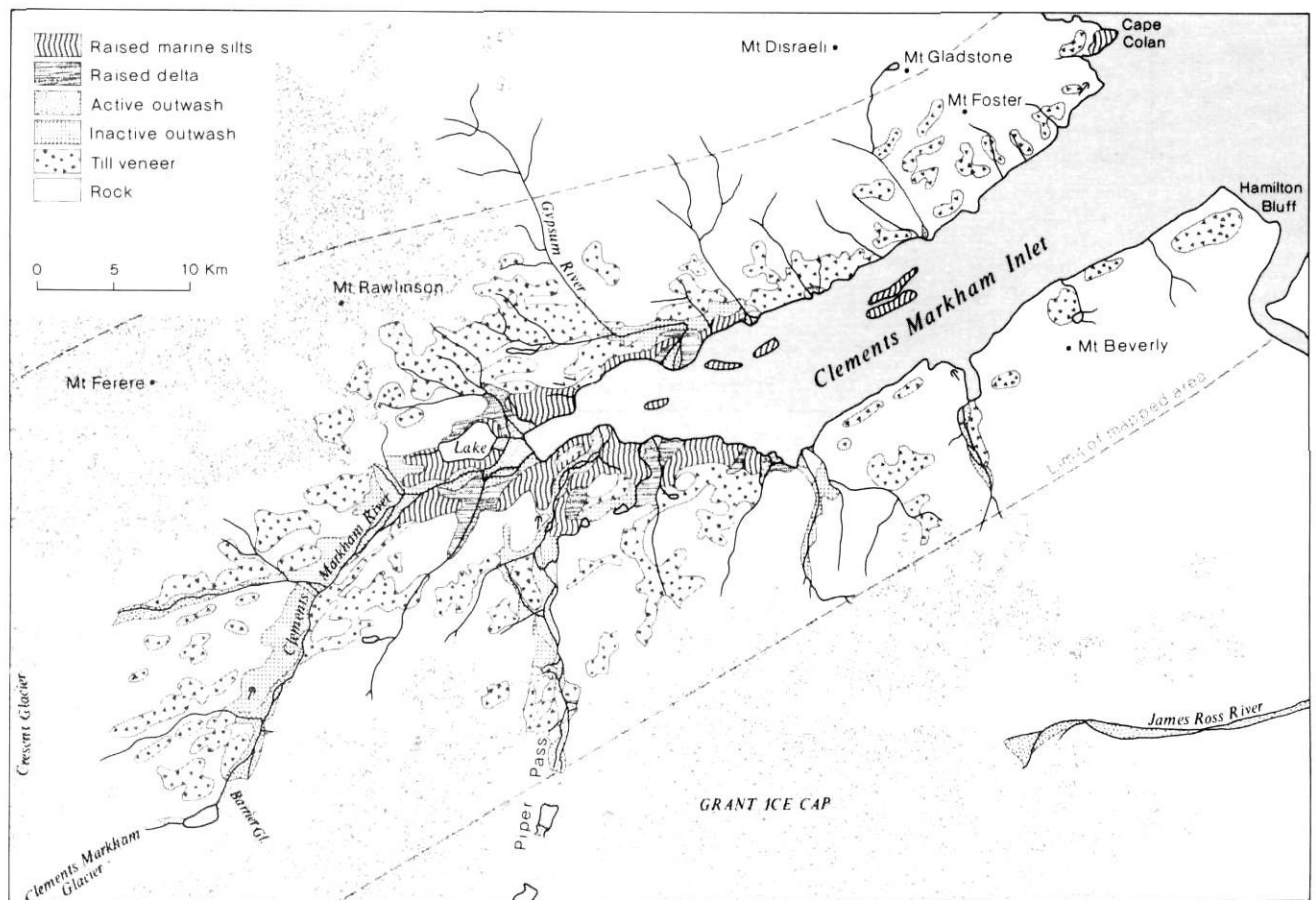 Raised marine silts
Raised delta
Active outwash
Inactive outwash
Till veneer
Rock
0 5 10 Km
Cape
Colan
Mt Disraeli
Mt Gladstone
Mt Foster
Hamilton
Bluff
Gypsum River
Clements Markham Inlet
Mt Rawlinson
Mt Beverly
Mt Ferere
Limit of mapped area
Lake
Clements Markham River
Crescent Glacier
James Ross River
Piper Pass
Barrier Gl.
GRANT ICE CAP
Clements Markham
Glacier